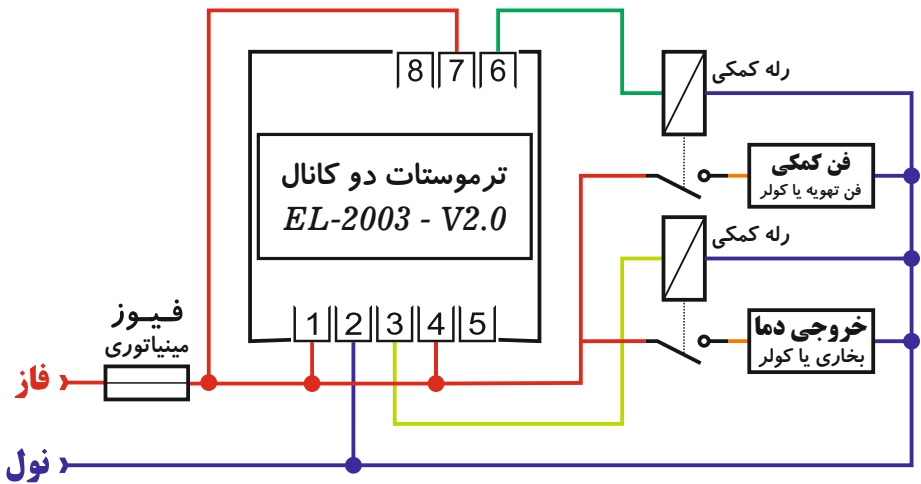 8 7 6
رله کمکی
ترموستات دو کانال
EL-2003 - V2.0
فن کمکی
فن تهویه یا کولر
رله کمکی
1 2 3 4 5
فیوز
مینیاتوری
خروجی دما
بخاری یا کولر
فاز
نول